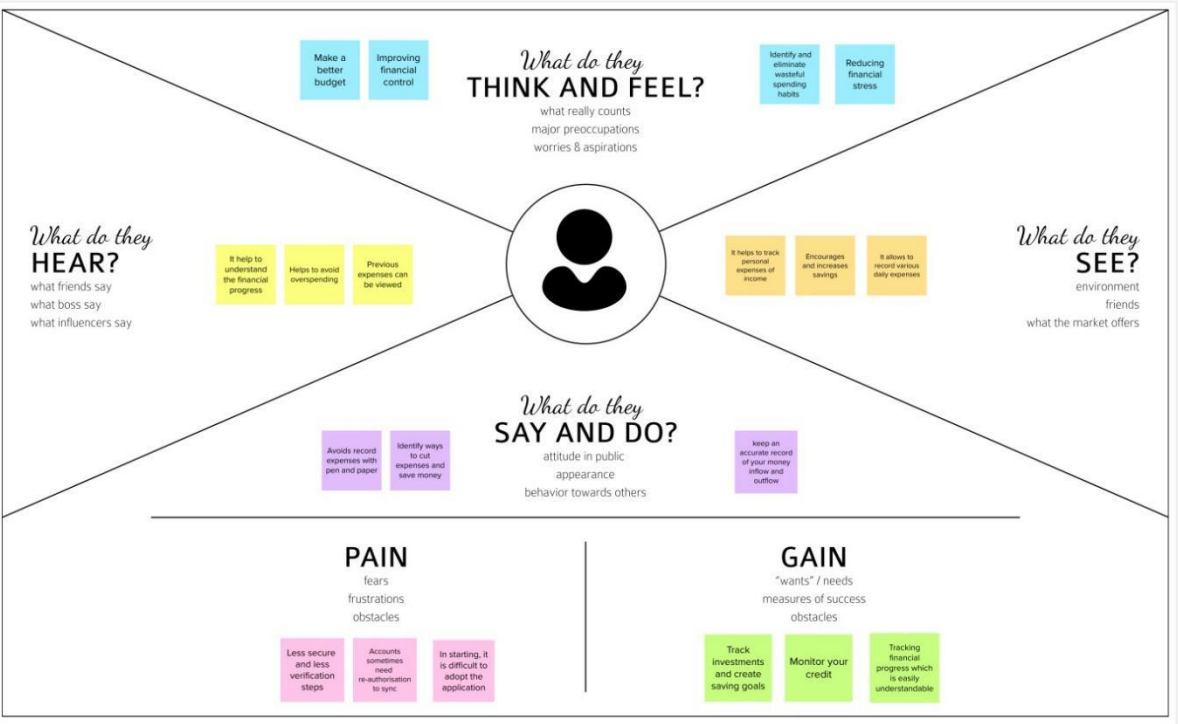 Make a
better
budget
Improving
financial
control
What do they
THINK AND FEEL?
what really counts
major preoccupations
worries & aspirations
Identify and
eliminate
wasteful
spending
habits
Reducing
financial
stress
What do they
HEAR?
what friends say
what boss say
what influencers say
It help to
understand
the financial
progress
Helps to avoid
overspending
Previous
expenses can
be viewed
It helps to track
personal
expenses of
income
Encourages
and increases
savings
It allows to
record various
daily expenses
What do they
SEE?
environment
friends
what the market offers
What do they
SAY AND DO?
attitude in public
appearance
behavior towards others
Avoids record
expenses with
pen and paper
Identify ways
to cut
expenses and
save money
keep an
accurate record
of your money
inflow and
outflow
PAIN
fears
frustrations
obstacles
Less secure
and less
verification
steps
Accounts
sometimes
need
re-authorisation
to sync
In starting, it
is difficult to
adopt the
application
GAIN
"wants" / needs
measures of success
obstacles
Track
investments
and create
saving goals
Monitor your
credit
Tracking
financial
progress which
is easily
understandable